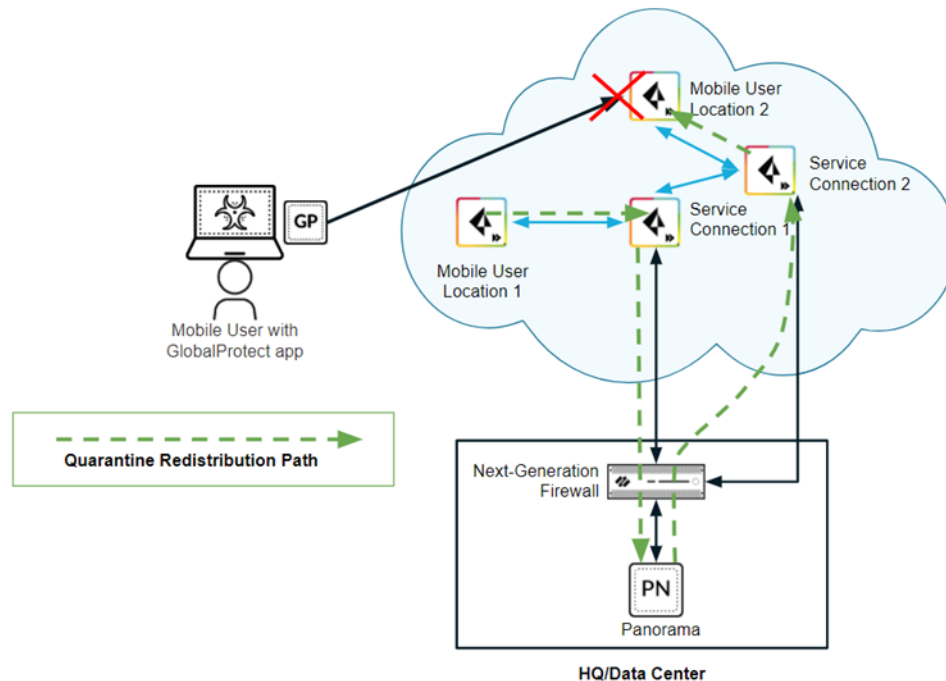 Mobile User
Location 2
Service
Connection 2
GP
Service
Connection 1
Mobile User
Location 1
Mobile User with
GlobalProtect app
Quarantine Redistribution Path
Next-Generation
Firewall
PN
Panorama
HQ/Data Center